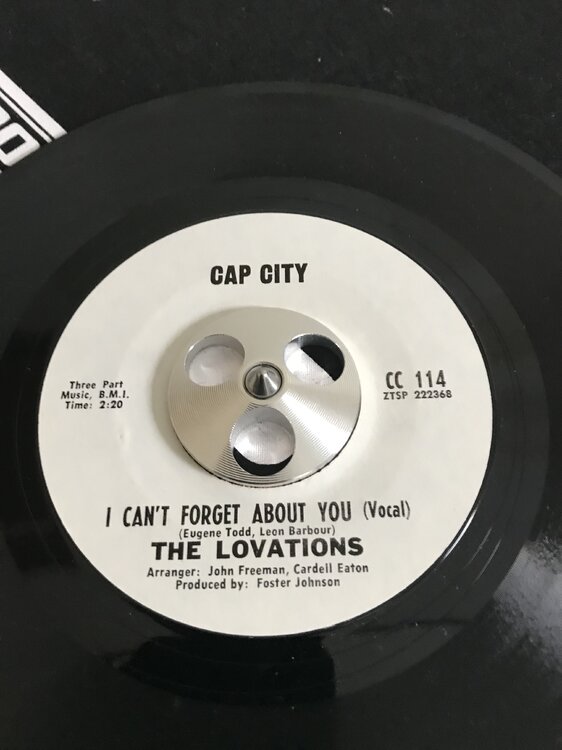 CAP CITY
Three Part
Music, B.M.I.
Time: 2:20
CC 114
ZTSP 222368
I CAN'T FORGET ABOUT YOU (Vocal)
(Eugene Todd, Leon Barbour)
THE LOVATIONS
Arranger: John Freeman, Cardell Eaton
Produced by: Foster Johnson